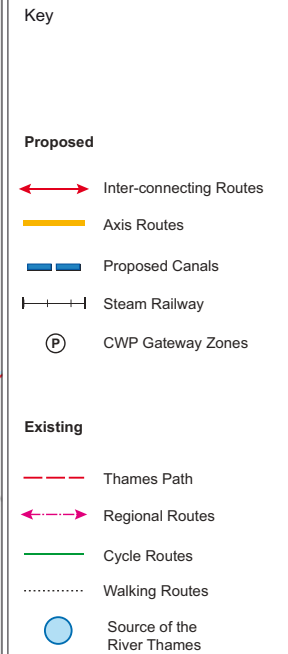 Key
Proposed
Inter-connecting Routes
Axis Routes
Proposed Canals
Steam Railway
P CWP Gateway Zones
Existing
Thames Path
Regional Routes
Cycle Routes
Walking Routes
Source of the
River Thames